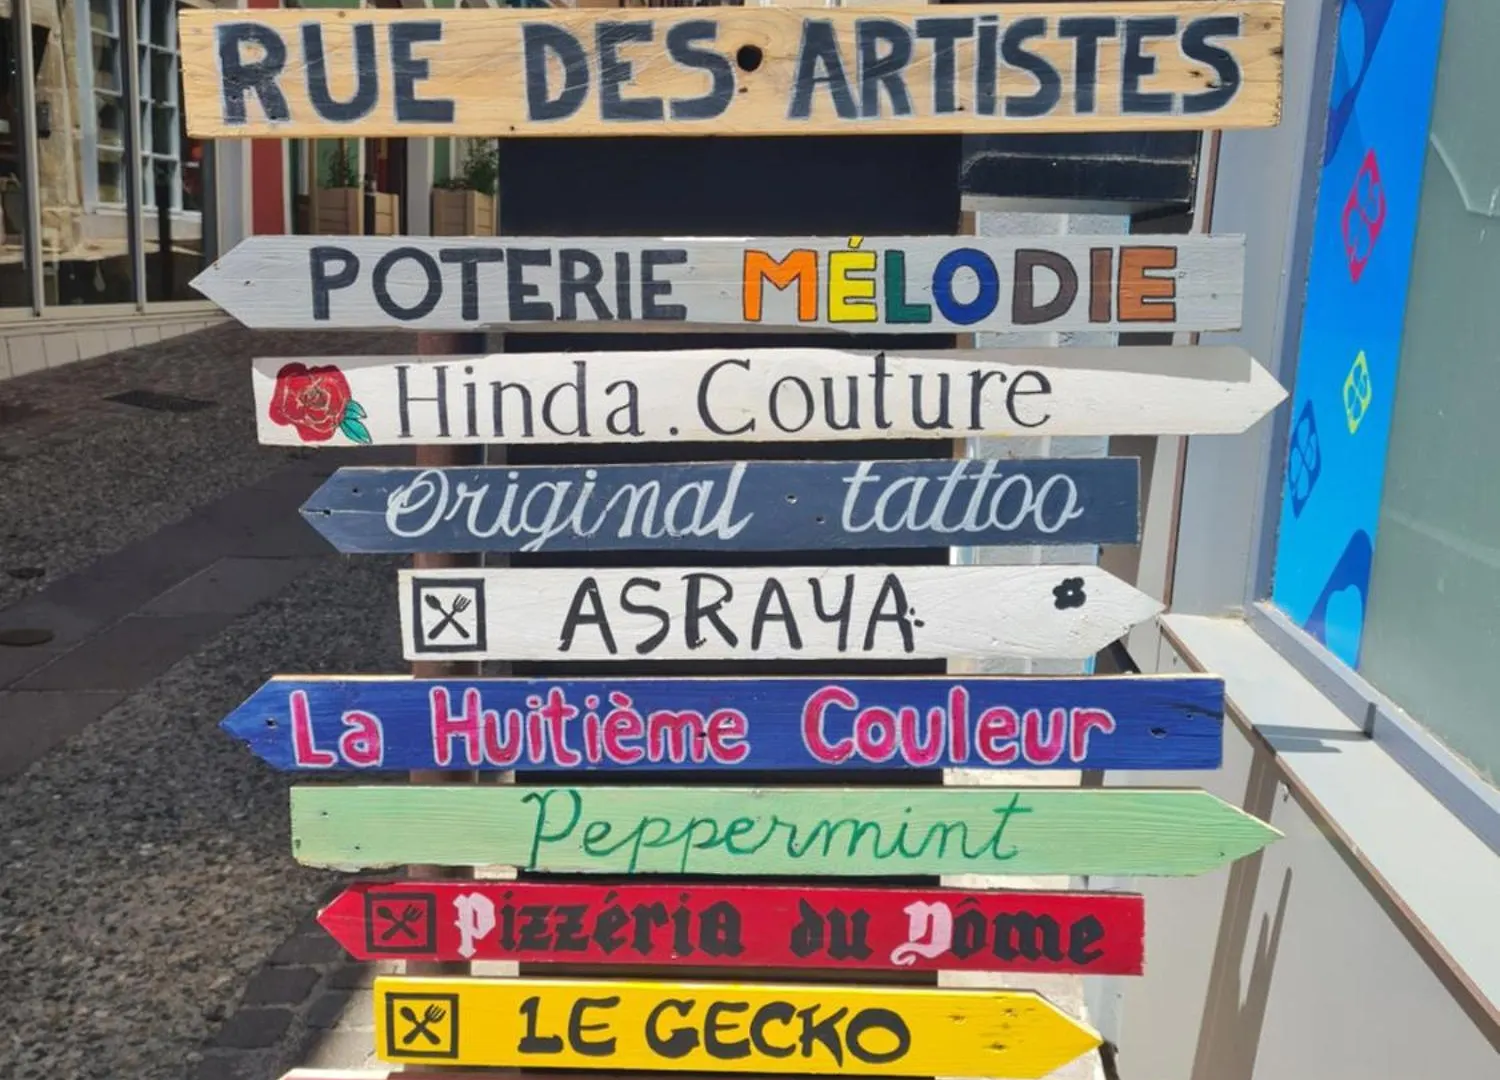 RUE DES ARTISTES
POTERIE MÉLODIE
Hinda.Couture
Original tattoo
ASRAYA
La Huitième Couleur
Peppermint
Pizzéria du Dôme
LE GECKO